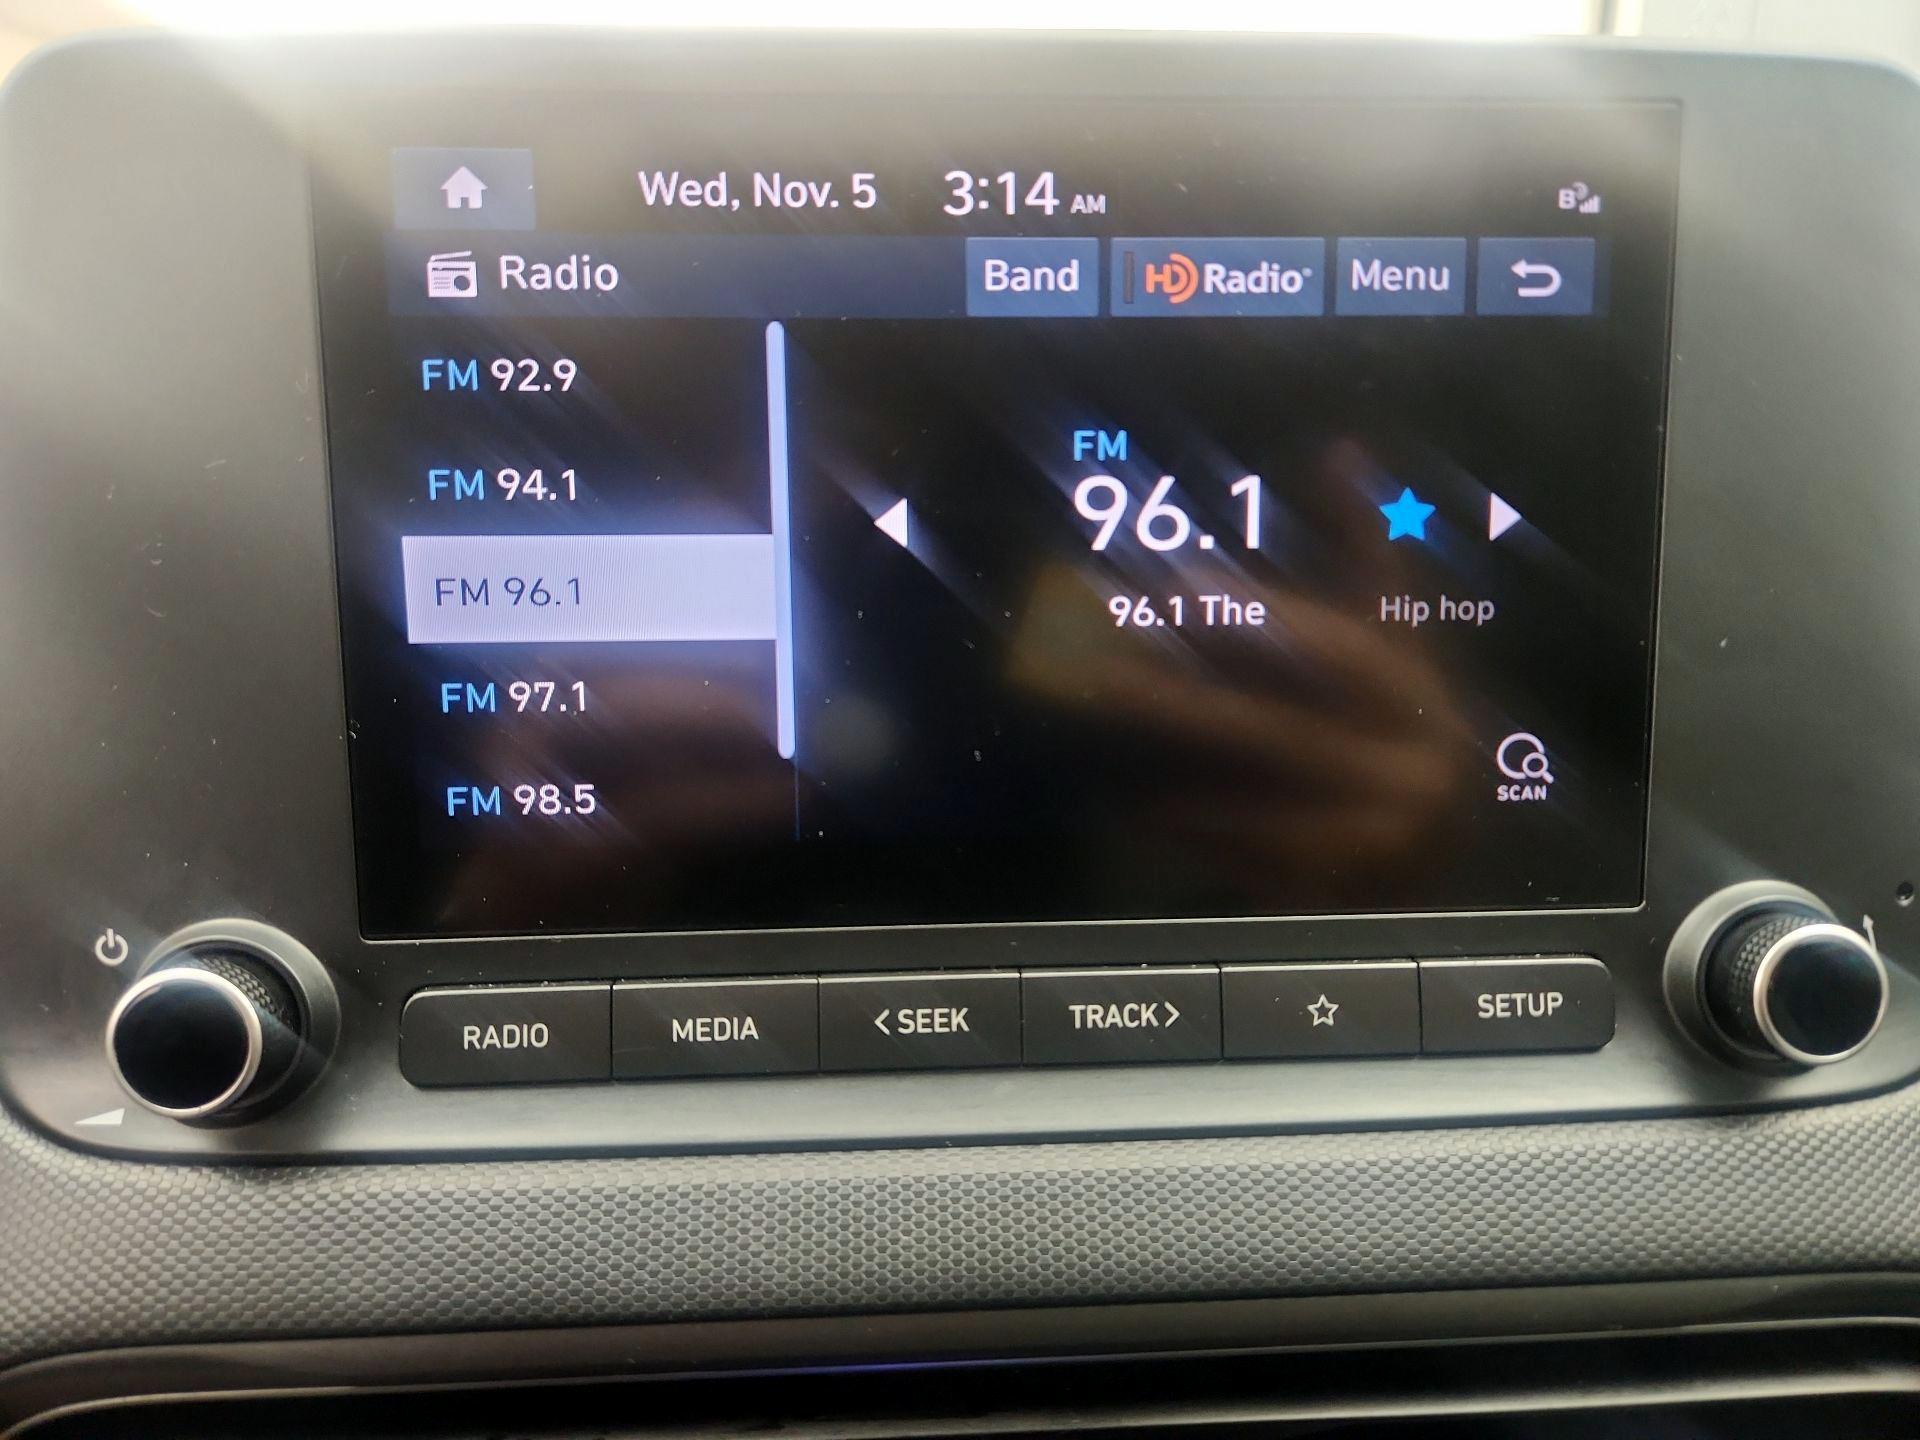 Wed, Nov. 5 3:14 AM B
Radio Band HD Radio Menu
FM 92.9
FM 94.1
FM 96.1
FM 97.1
FM 98.5
FM
96.1
96.1 The Hip hop
SCAN
RADIO MEDIA <SEEK TRACK> SETUP